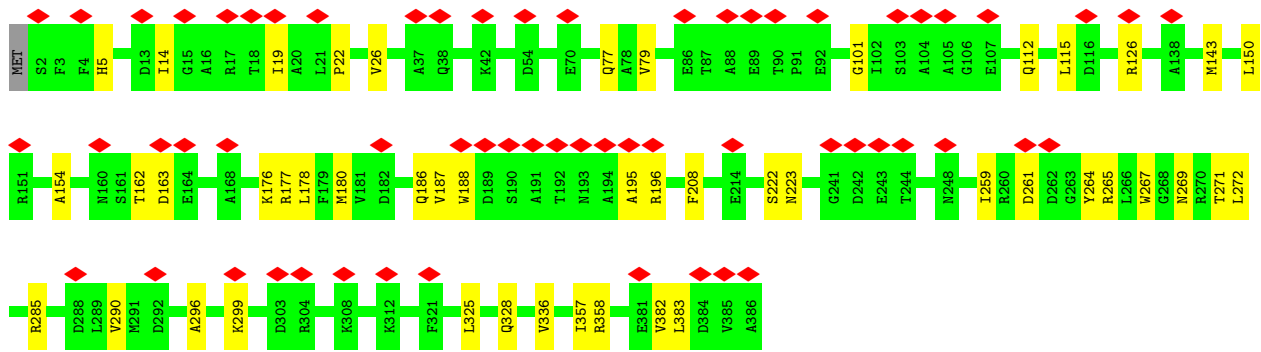 MET S2 F3 F4 H5 D13 I14 G15 A16 R17 T18 I19 A20 L21 P22 V26 A37 Q38 K42 D54 E70 Q77 A78 V79 E86 T87 A88 E89 T90 P91 E92 G101 I102 S103 A104 A105 G106 E107 Q112 L115 D116 R126 A138 M143 L150
R151 A154 N160 S161 T162 D163 E164 A168 K176 R177 L178 F179 M180 V181 D182 Q186 V187 W188 D189 S190 A191 T192 N193 A194 A195 R196 F208 E214 S222 N223 G241 D242 E243 T244 N248 I259 R260 D261 D262 G263 Y264 R265 L266 W267 G268 N269 R270 T271 L272
R285 D288 L289 V290 M291 D292 A296 K299 D303 R304 K308 K312 F321 L325 Q328 V336 I357 R358 E381 V382 L383 D384 V385 A386